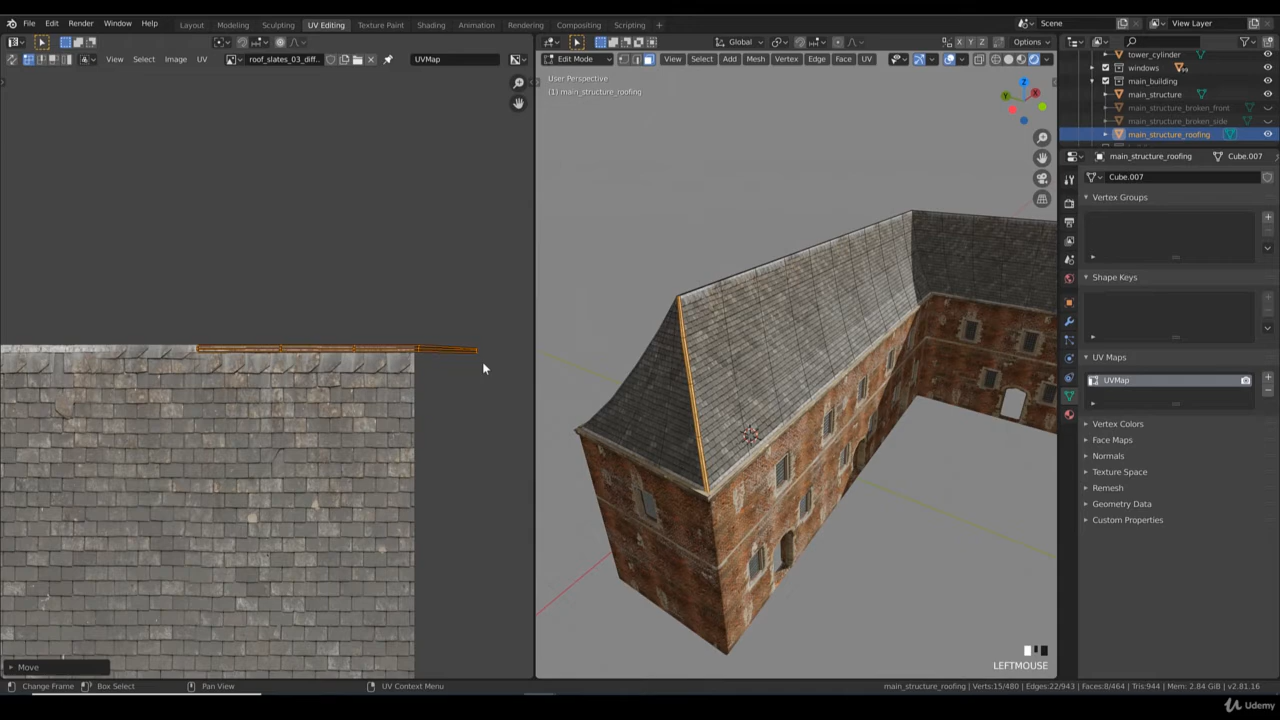 File Edit Render Window Help Layout Modeling Sculpting UV Editing Texture Paint Shading Animation Rendering Compositing Scripting + Scene View Layer
Global X Y Z Options
View Select Image UV roof_slates_03_diff... UVMap Edit Mode View Select Add Mesh Vertex Edge Face UV
User Perspective
(1) main_structure_roofing
tower_cylinder
windows
main_building
main_structure
main_structure_broken_front
main_structure_broken_side
main_structure_roofing
main_structure_roofing Cube.007
Cube.007
Vertex Groups
Shape Keys
UV Maps
UVMap
Vertex Colors
Face Maps
Normals
Texture Space
Remesh
Geometry Data
Custom Properties
Z
X
Y
Move
LEFTMOUSE
Change Frame Box Select Pan View UV Context Menu main_structure_roofing | Verts:15/480 | Edges:22/943 | Faces:8/464 | Tris:944 | Mem: 2.84 GiB | v2.81.16
Udemy